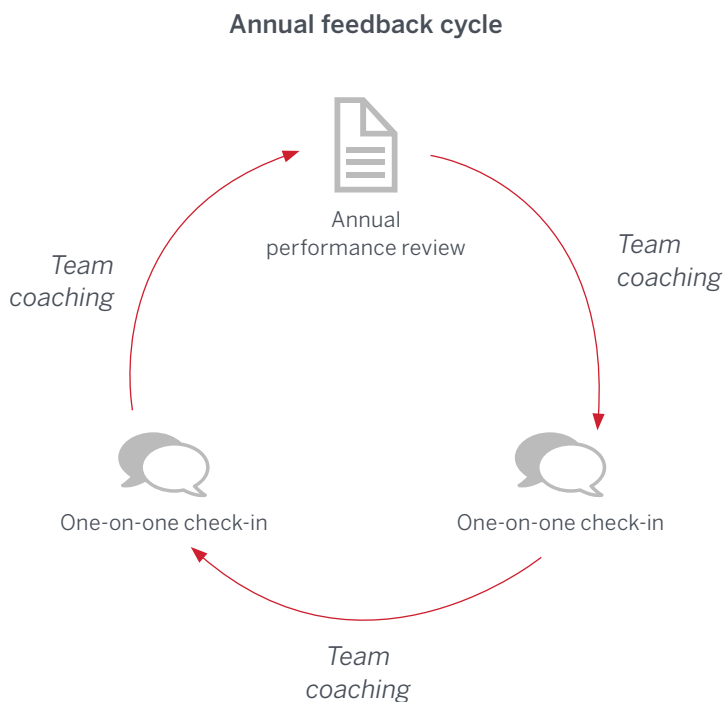 Annual feedback cycle
Annual
performance review
Team
coaching
Team
coaching
One-on-one check-in
One-on-one check-in
Team
coaching